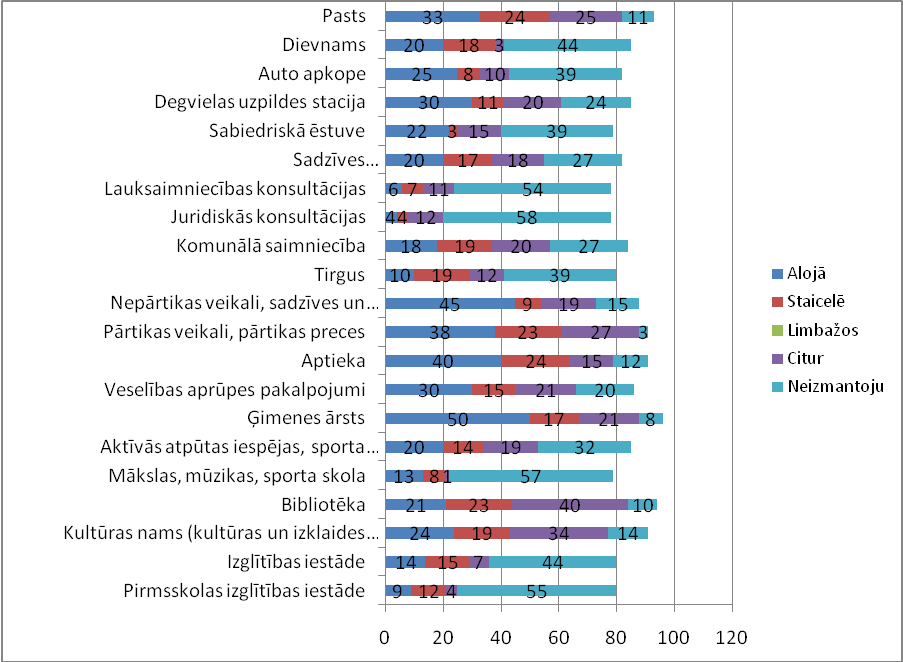 Pasts 33 24 25 11
Dievnams 20 18 3 44
Auto apkope 25 8 10 39
Degvielas uzpildes stacija 30 11 20 24
Sabiedriskā ēstuve 22 3 15 39
Sadzīves... 20 17 18 27
Lauksaimniecības konsultācijas 6 7 11 54
Juridiskās konsultācijas 4 4 12 58
Komunālā saimniecība 18 19 20 27
Tirgus 10 19 12 39
Nepārtikas veikali, sadzīves un... 45 9 19 15
Pārtikas veikali, pārtikas preces 38 23 27 3
Aptieka 40 24 15 12
Veselības aprūpes pakalpojumi 30 15 21 20
Ģimenes ārsts 50 17 21 8
Aktīvās atpūtas iespējas, sporta... 20 14 19 32
Mākslas, mūzikas, sporta skola 13 8 1 57
Bibliotēka 21 23 40 10
Kultūras nams (kultūras un izklaides... 24 19 34 14
Izglītības iestāde 14 15 7 44
Pirmsskolas izglītības iestāde 9 12 4 55
0 20 40 60 80 100 120
Alojā
Staicelē
Limbažos
Citur
Neizmantoju